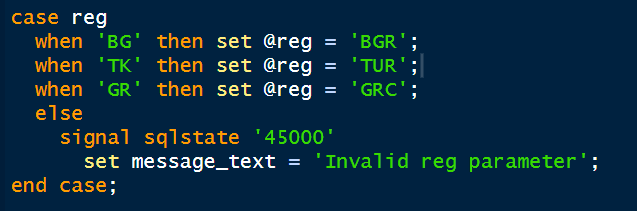 case reg
  when 'BG' then set @reg = 'BGR';
  when 'TK' then set @reg = 'TUR';
  when 'GR' then set @reg = 'GRC';
  else
    signal sqlstate '45000'
      set message_text = 'Invalid reg parameter';
end case;